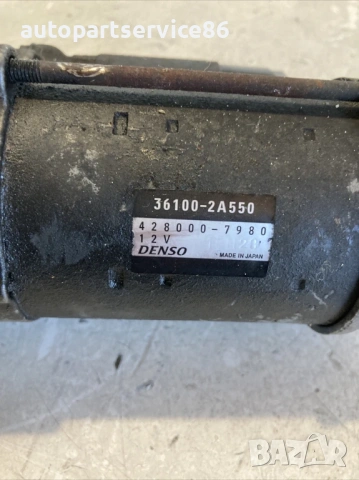 autopartservice86
36100-2A550
428000-7980
12V
DENSO MADE IN JAPAN
BAZAR